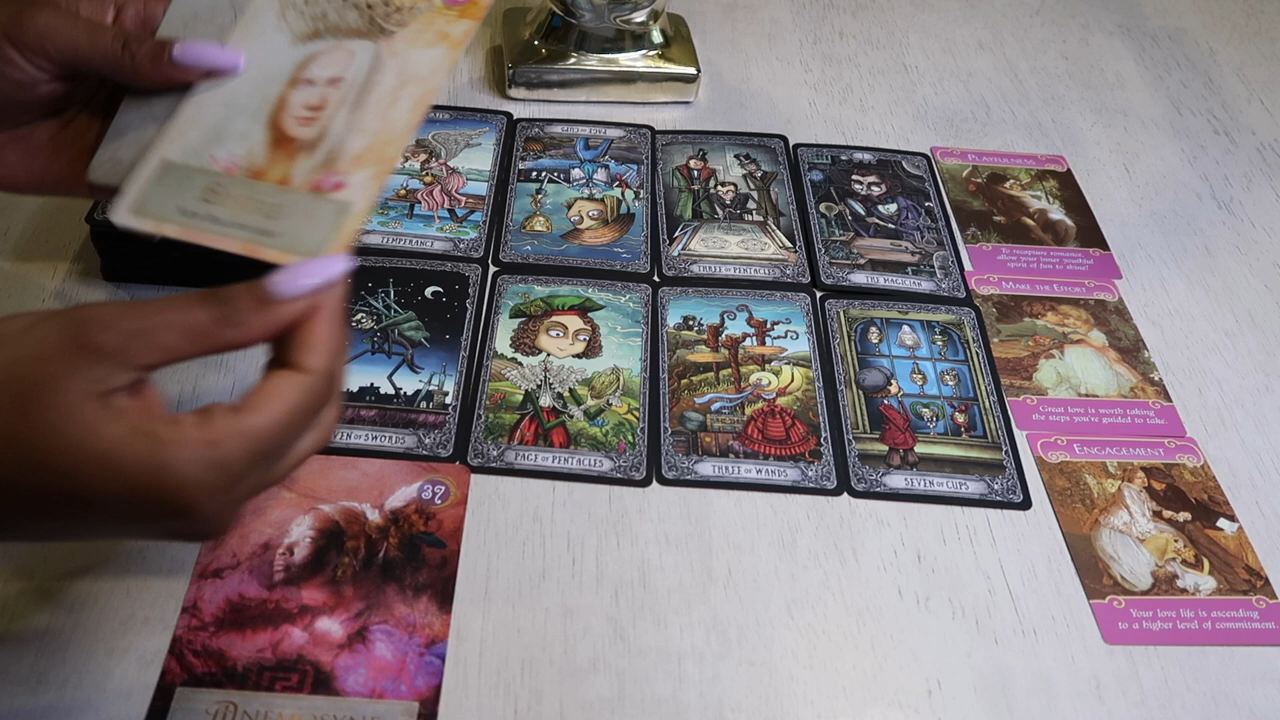 TEMPERANCE
PAGE OF CUPS
THREE OF PENTACLES
THE MAGICIAN
PLAYFULNESS
To recapture romance,
allow your inner youthful
spirit of fun to shine!
EN OF SWORDS
PAGE OF PENTACLES
THREE OF WANDS
SEVEN OF CUPS
MAKE THE EFFORT
Great love is worth taking
the steps you're guided to take.
ENGAGEMENT
Your love life is ascending
to a higher level of commitment.
37
MNEMOSYNE